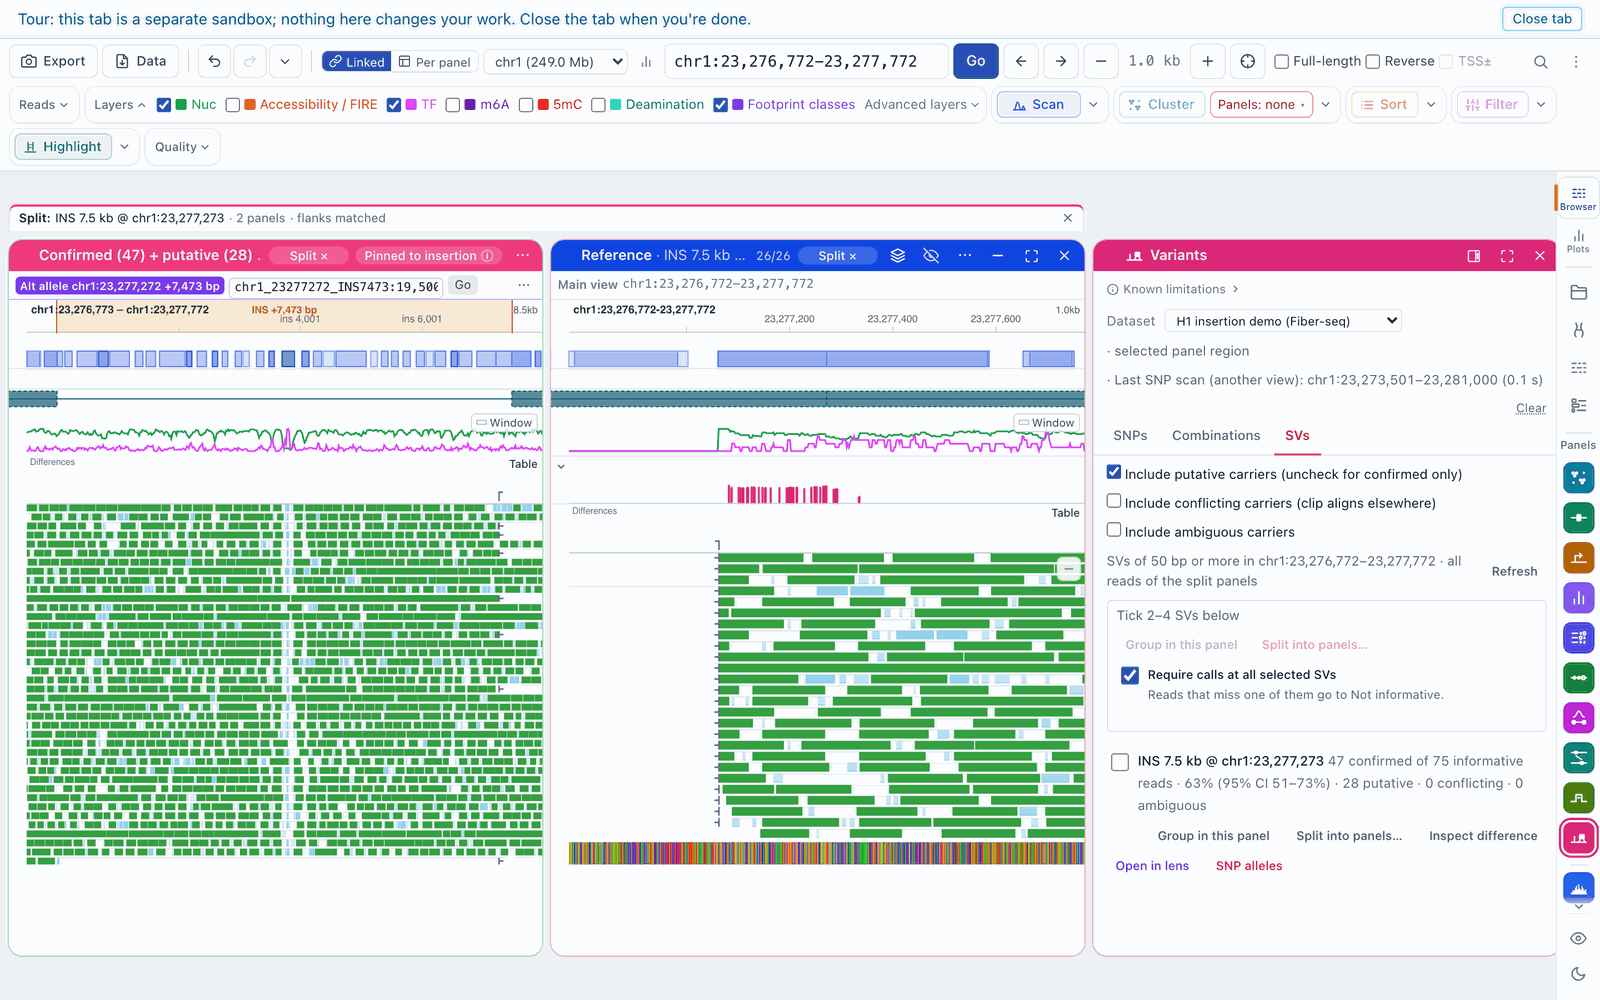 Tour: this tab is a separate sandbox; nothing here changes your work. Close the tab when you're done.
Close tab
Export
Data
Linked
Per panel
chr1 (249.0 Mb)
chr1:23,276,772–23,277,772
Go
1.0 kb
Full-length
Reverse
TSS±
Reads
Layers
Nuc
Accessibility / FIRE
TF
m6A
5mC
Deamination
Footprint classes
Advanced layers
Scan
Cluster
Panels: none
Sort
Filter
Highlight
Quality
Split: INS 7.5 kb @ chr1:23,277,273 · 2 panels · flanks matched
Confirmed (47) + putative (28) .
Split ×
Pinned to insertion
Alt allele chr1:23,277,272 +7,473 bp
chr1_23277272_INS7473:19,50
Go
chr1:23,276,773 – chr1:23,277,772
INS +7,473 bp
8.5kb
ins 4,001
ins 6,001
Window
Differences
Table
Reference · INS 7.5 kb ...
26/26
Split ×
Main view chr1:23,276,772–23,277,772
chr1:23,276,772-23,277,772
1.0kb
23,277,200
23,277,400
23,277,600
Window
Differences
Table
Variants
Known limitations
Dataset
H1 insertion demo (Fiber-seq)
· selected panel region
· Last SNP scan (another view): chr1:23,273,501–23,281,000 (0.1 s)
Clear
SNPs
Combinations
SVs
Include putative carriers (uncheck for confirmed only)
Include conflicting carriers (clip aligns elsewhere)
Include ambiguous carriers
SVs of 50 bp or more in chr1:23,276,772–23,277,772 · all
reads of the split panels
Refresh
Tick 2–4 SVs below
Group in this panel
Split into panels...
Require calls at all selected SVs
Reads that miss one of them go to Not informative.
INS 7.5 kb @ chr1:23,277,273 47 confirmed of 75 informative
reads · 63% (95% CI 51–73%) · 28 putative · 0 conflicting · 0
ambiguous
Group in this panel
Split into panels...
Inspect difference
Open in lens
SNP alleles
Browser
Plots
Panels